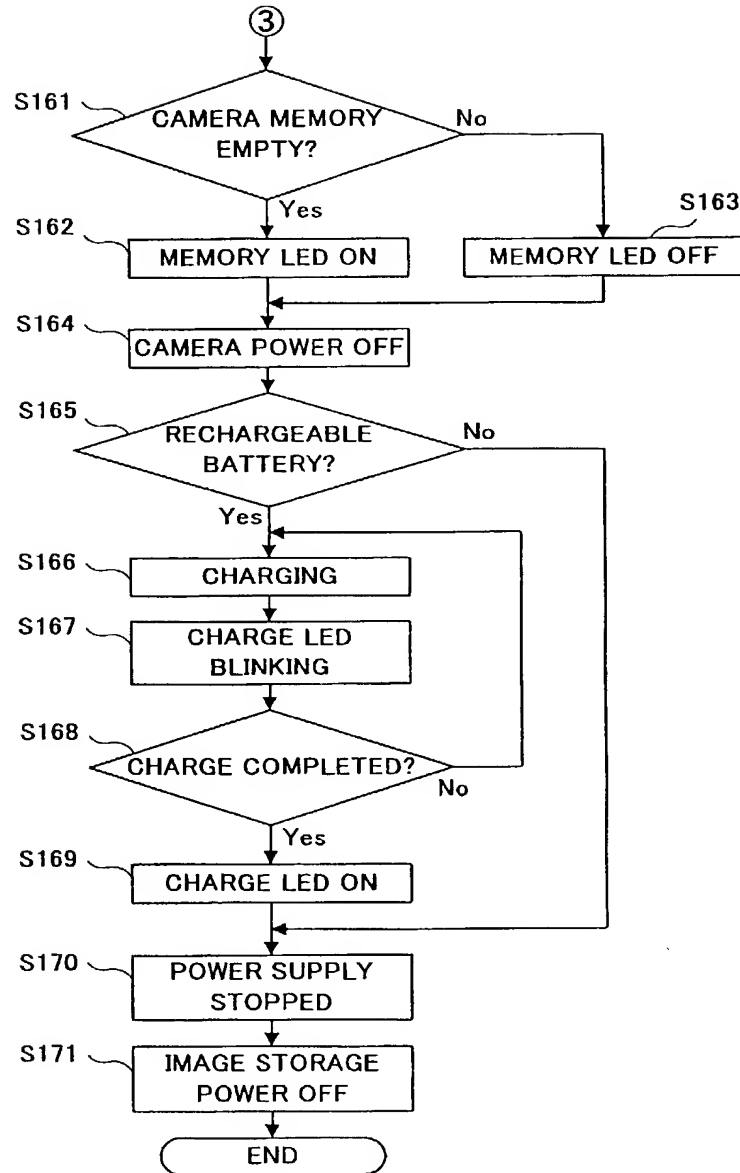 ③
S161
CAMERA MEMORY
EMPTY?
No
Yes
S162
MEMORY LED ON
S163
MEMORY LED OFF
S164
CAMERA POWER OFF
S165
RECHARGEABLE
BATTERY?
No
Yes
S166
CHARGING
S167
CHARGE LED
BLINKING
S168
CHARGE COMPLETED?
No
Yes
S169
CHARGE LED ON
S170
POWER SUPPLY
STOPPED
S171
IMAGE STORAGE
POWER OFF
END